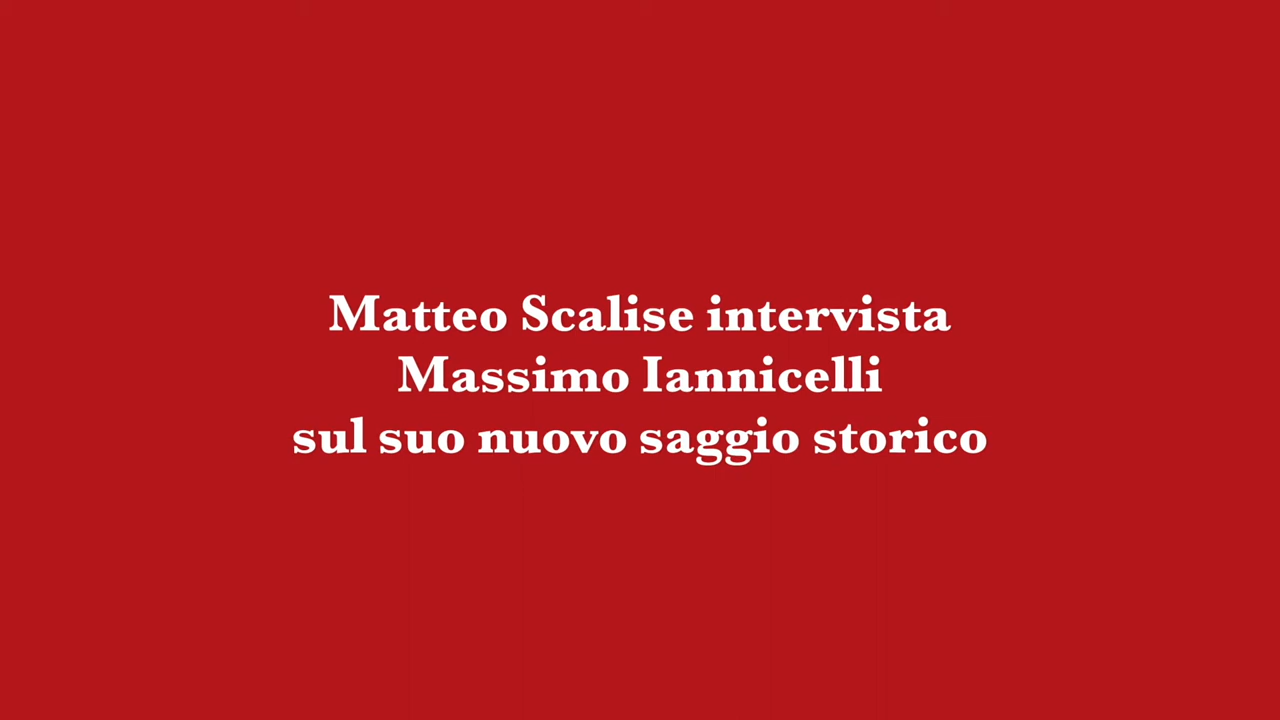 Matteo Scalise intervista
Massimo Iannicelli
sul suo nuovo saggio storico